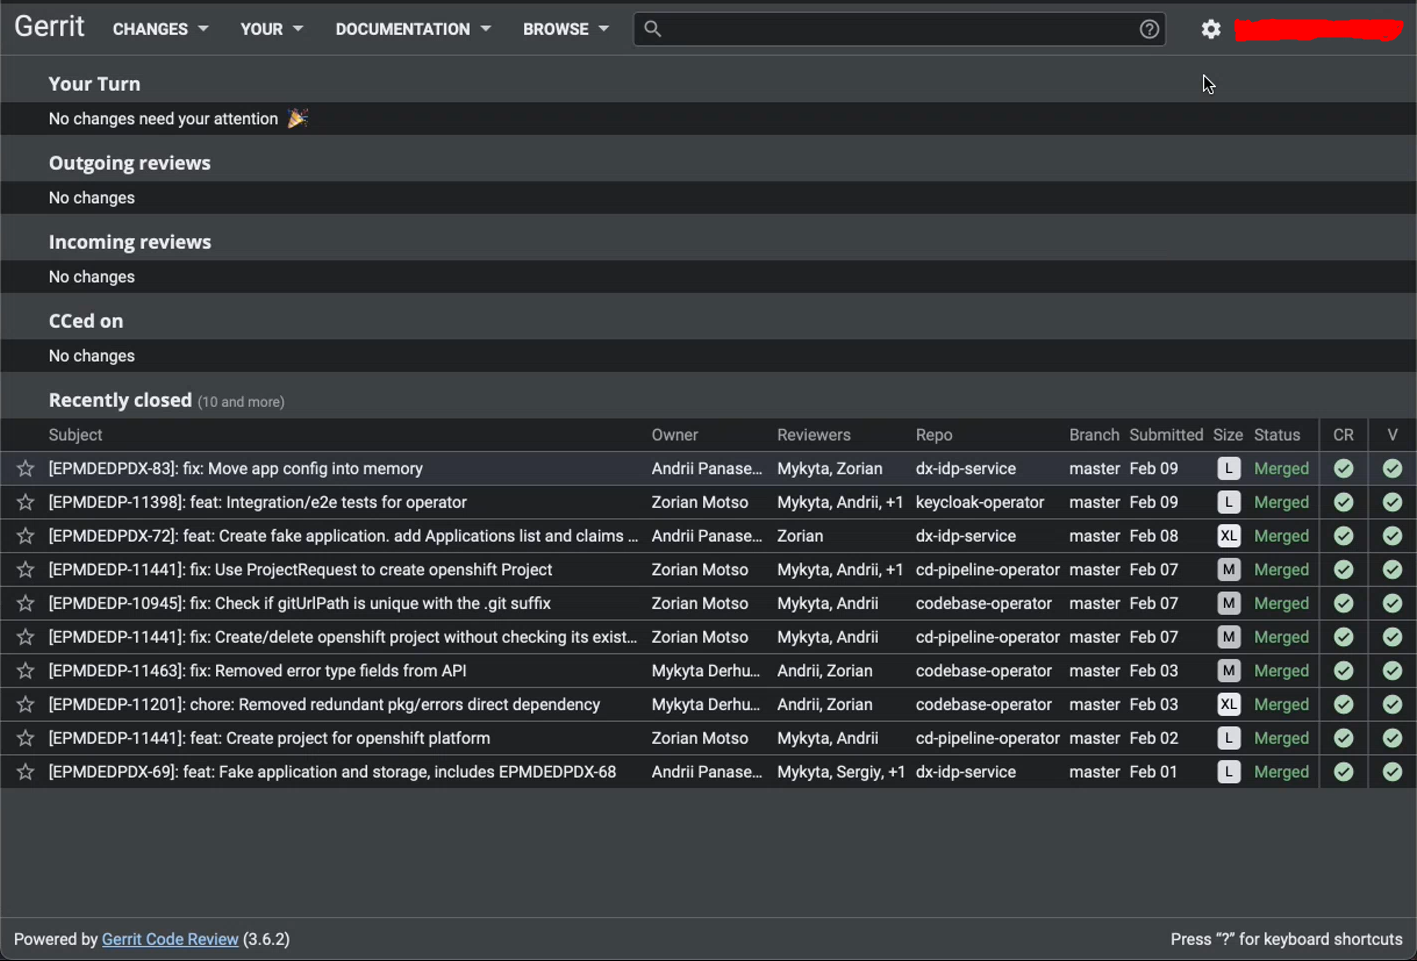 Gerrit CHANGES YOUR DOCUMENTATION BROWSE
Your Turn
No changes need your attention 🎉
Outgoing reviews
No changes
Incoming reviews
No changes
CCed on
No changes
Recently closed (10 and more)
Subject Owner Reviewers Repo Branch Submitted Size Status CR V
[EPMDEDPDX-83]: fix: Move app config into memory Andrii Panase... Mykyta, Zorian dx-idp-service master Feb 09 L Merged
[EPMDEDP-11398]: feat: Integration/e2e tests for operator Zorian Motso Mykyta, Andrii, +1 keycloak-operator master Feb 09 L Merged
[EPMDEDPDX-72]: feat: Create fake application. add Applications list and claims ... Andrii Panase... Zorian dx-idp-service master Feb 08 XL Merged
[EPMDEDP-11441]: fix: Use ProjectRequest to create openshift Project Zorian Motso Mykyta, Andrii, +1 cd-pipeline-operator master Feb 07 M Merged
[EPMDEDP-10945]: fix: Check if gitUrlPath is unique with the .git suffix Zorian Motso Mykyta, Andrii codebase-operator master Feb 07 M Merged
[EPMDEDP-11441]: fix: Create/delete openshift project without checking its exist... Zorian Motso Mykyta, Andrii cd-pipeline-operator master Feb 07 M Merged
[EPMDEDP-11463]: fix: Removed error type fields from API Mykyta Derhu... Andrii, Zorian codebase-operator master Feb 03 M Merged
[EPMDEDP-11201]: chore: Removed redundant pkg/errors direct dependency Mykyta Derhu... Andrii, Zorian codebase-operator master Feb 03 XL Merged
[EPMDEDP-11441]: feat: Create project for openshift platform Zorian Motso Mykyta, Andrii cd-pipeline-operator master Feb 02 L Merged
[EPMDEDPDX-69]: feat: Fake application and storage, includes EPMDEDPDX-68 Andrii Panase... Mykyta, Sergiy, +1 dx-idp-service master Feb 01 L Merged
Powered by Gerrit Code Review (3.6.2) Press “?” for keyboard shortcuts